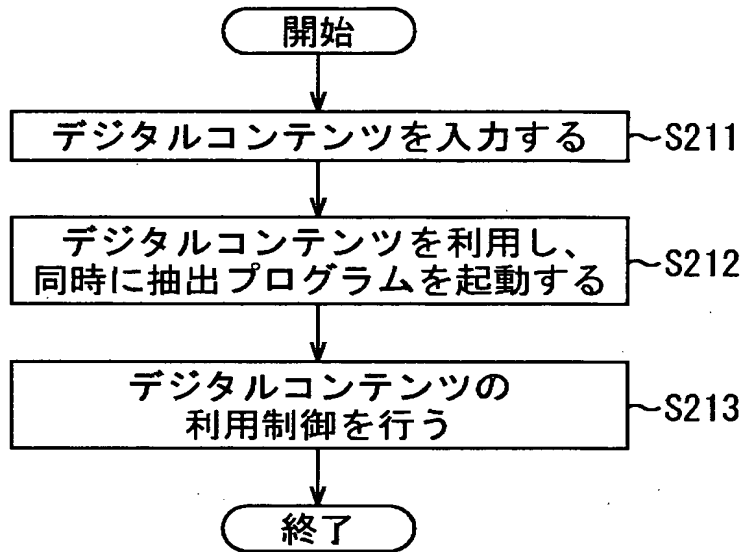 開始
デジタルコンテンツを入力する
~S211
デジタルコンテンツを利用し、
同時に抽出プログラムを起動する
~S212
デジタルコンテンツの
利用制御を行う
~S213
終了